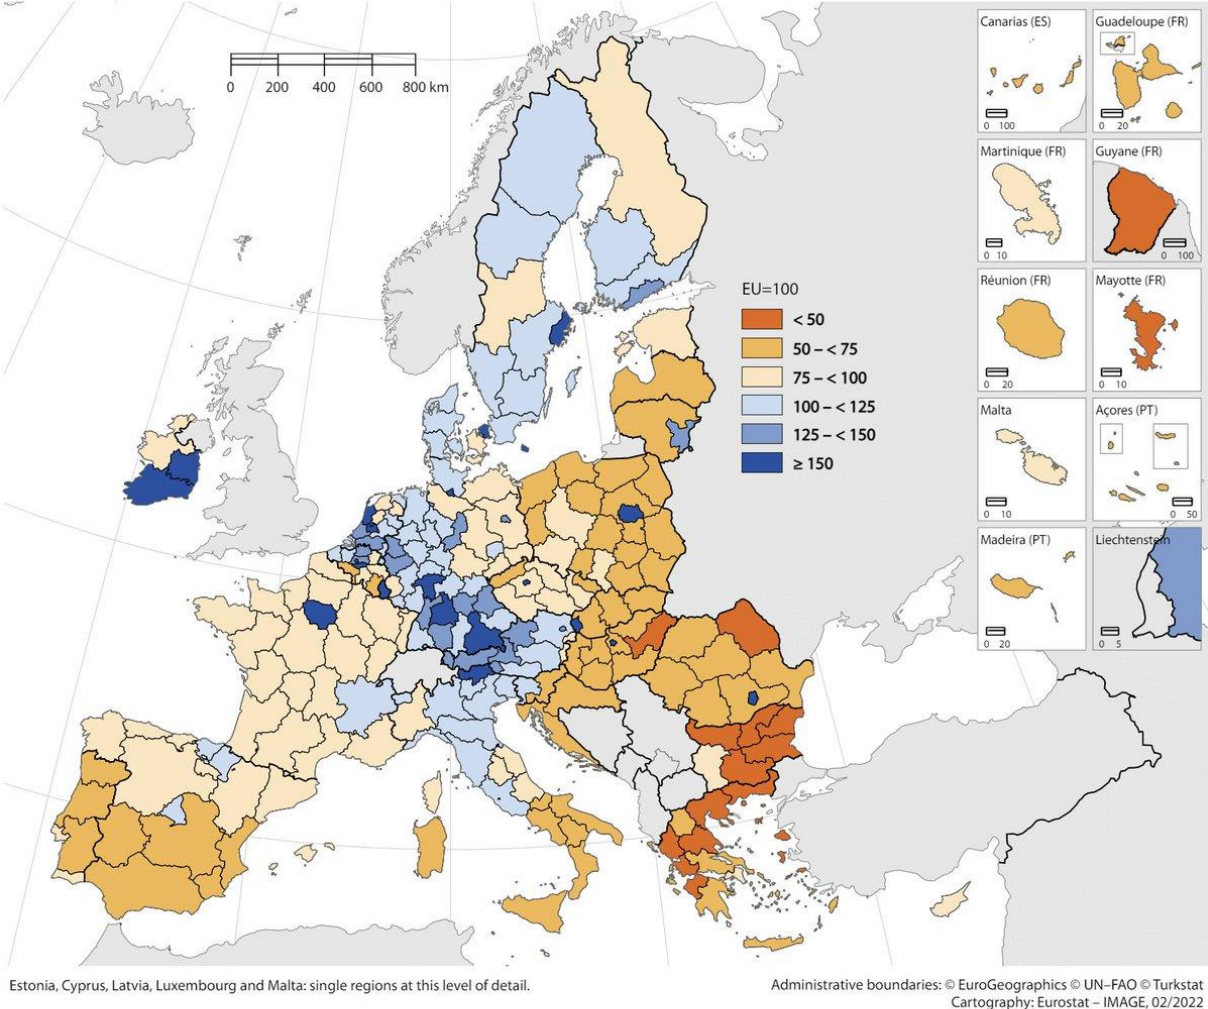 0 200 400 600 800 km
Canarias (ES)
0 100
Guadeloupe (FR)
0 20
Martinique (FR)
0 10
Guyane (FR)
0 100
Réunion (FR)
0 20
Mayotte (FR)
0 10
Malta
0 10
Açores (PT)
0 50
Madeira (PT)
0 20
Liechtenstein
0 5
EU=100
< 50
50 – < 75
75 – < 100
100 – < 125
125 – < 150
≥ 150
Estonia, Cyprus, Latvia, Luxembourg and Malta: single regions at this level of detail.
Administrative boundaries: © EuroGeographics © UN–FAO © Turkstat
Cartography: Eurostat – IMAGE, 02/2022